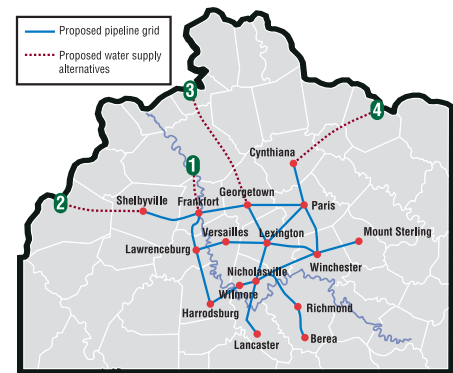 Proposed pipeline grid
Proposed water supply
alternatives
3
4
Cynthiana
1
Georgetown
2
Shelbyville
Frankfort
Paris
Versailles
Lexington
Mount Sterling
Lawrenceburg
Winchester
Nicholasville
Wilmore
Harrodsburg
Richmond
Lancaster
Berea